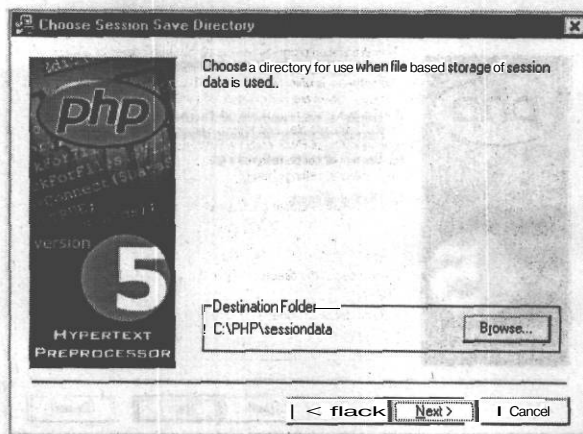 Choose Session Save Directory
Choose a directory for use when file based storage of session
data is used..
php
version
5
HYPERTEXT
PREPROCESSOR
Destination Folder
C:\PHP\sessiondata
Browse...
< flack
Next >
Cancel